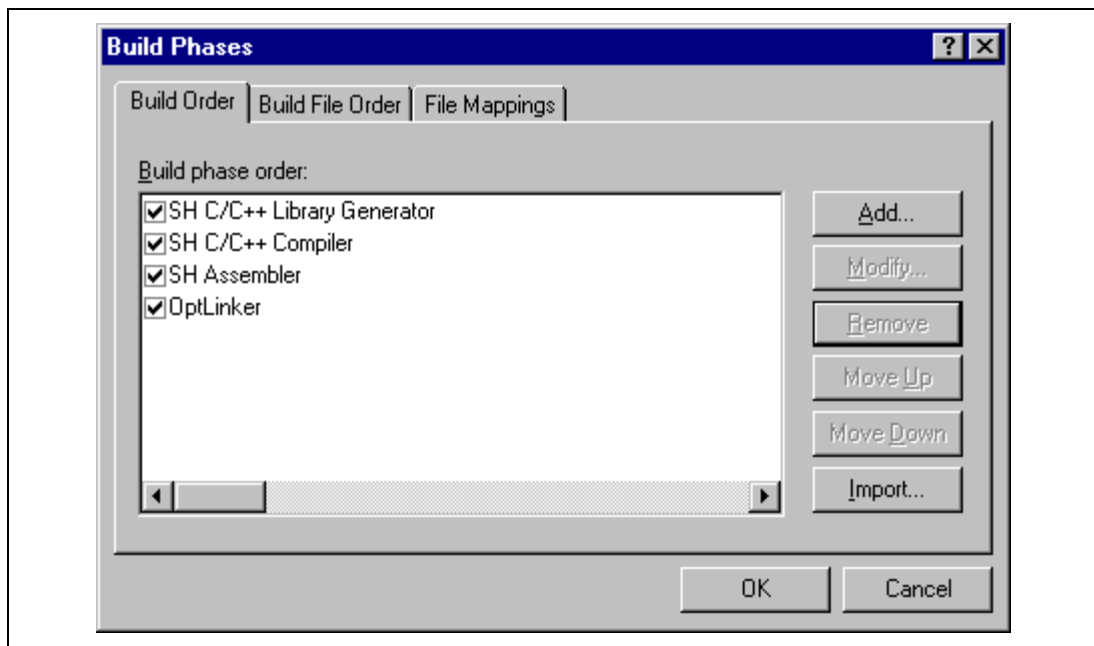 Build Phases
Build Order
Build File Order
File Mappings
Build phase order:
SH C/C++ Library Generator
SH C/C++ Compiler
SH Assembler
OptLinker
Add...
Modify...
Remove
Move Up
Move Down
Import...
OK
Cancel